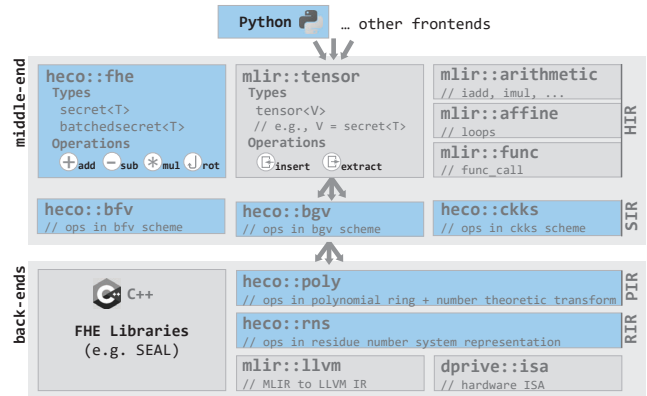 Python
… other frontends
middle-end
heco::fhe
Types
secret<T>
batchedsecret<T>
Operations
add sub mul rot
mlir::tensor
Types
tensor<V>
// e.g., V = secret<T>
Operations
insert extract
mlir::arithmetic
// iadd, imul, ...
mlir::affine
// loops
mlir::func
// func_call
HIR
heco::bfv
// ops in bfv scheme
heco::bgv
// ops in bgv scheme
heco::ckks
// ops in ckks scheme
SIR
back-ends
C++
FHE Libraries
(e.g. SEAL)
heco::poly
// ops in polynomial ring + number theoretic transform
PIR
heco::rns
// ops in residue number system representation
RIR
mlir::llvm
// MLIR to LLVM IR
dprive::isa
// hardware ISA